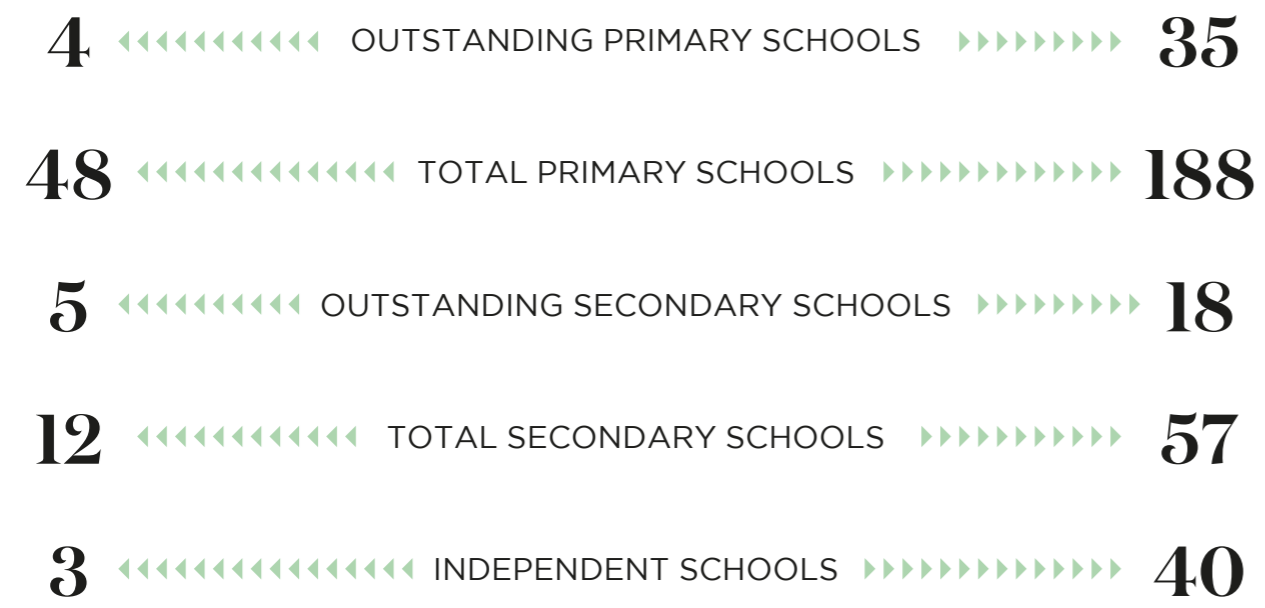 4 OUTSTANDING PRIMARY SCHOOLS 35
48 TOTAL PRIMARY SCHOOLS 188
5 OUTSTANDING SECONDARY SCHOOLS 18
12 TOTAL SECONDARY SCHOOLS 57
3 INDEPENDENT SCHOOLS 40